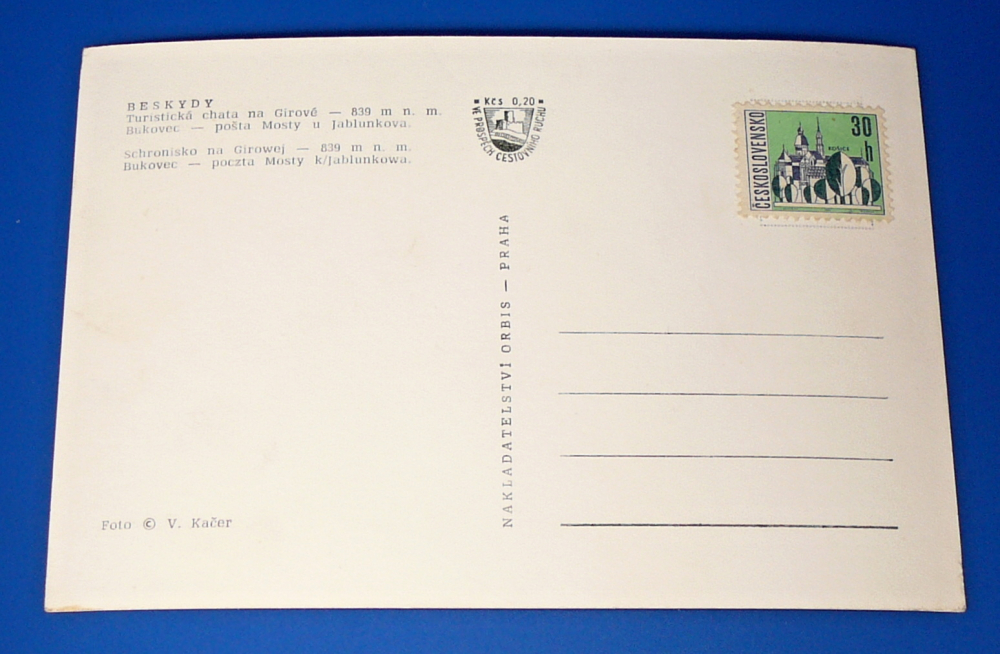 BESKYDY
Turistická chata na Girové — 839 m n. m.
Bukovec — pošta Mosty u Jablunkova.
Schronisko na Girowej — 839 m n. m.
Bukovec — poczta Mosty k/Jablunkowa.
Kčs 0,20
VE PROSPĚCH CESTOVNÍHO RUCHU
ČESKOSLOVENSKO
30 h
KOŠICE
NAKLADATELSTVÍ ORBIS — PRAHA
Foto © V. Kačer